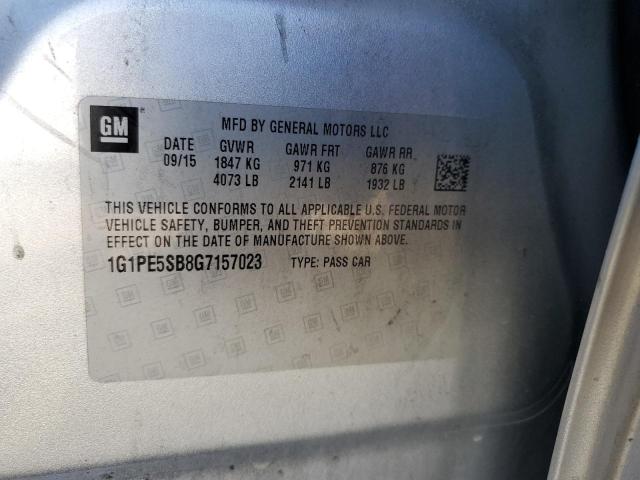 GM
MFD BY GENERAL MOTORS LLC
DATE GVWR GAWR FRT GAWR RR
09/15 1847 KG 971 KG 876 KG
4073 LB 2141 LB 1932 LB
THIS VEHICLE CONFORMS TO ALL APPLICABLE U.S. FEDERAL MOTOR
VEHICLE SAFETY, BUMPER, AND THEFT PREVENTION STANDARDS IN
EFFECT ON THE DATE OF MANUFACTURE SHOWN ABOVE.
1G1PE5SB8G7157023 TYPE: PASS CAR